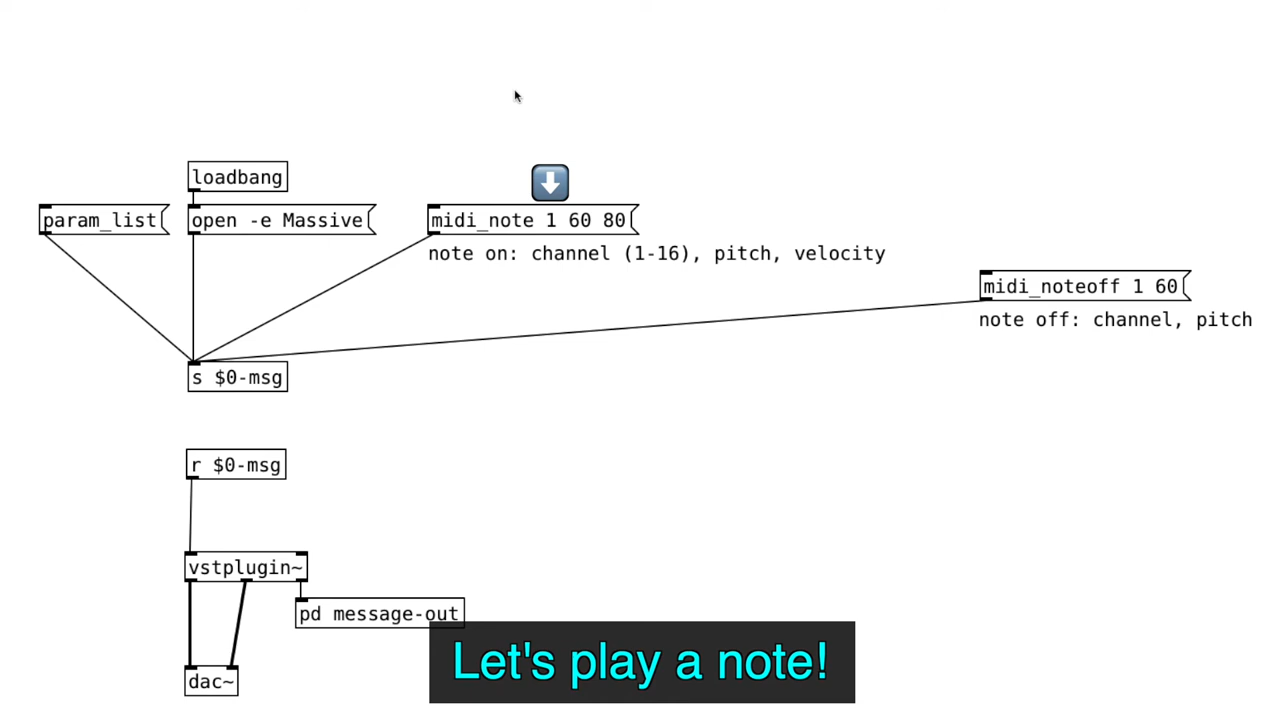 loadbang
param_list
open -e Massive
midi_note 1 60 80
note on: channel (1-16), pitch, velocity
midi_noteoff 1 60
note off: channel, pitch
s $0-msg
r $0-msg
vstplugin~
pd message-out
Let's play a note!
dac~